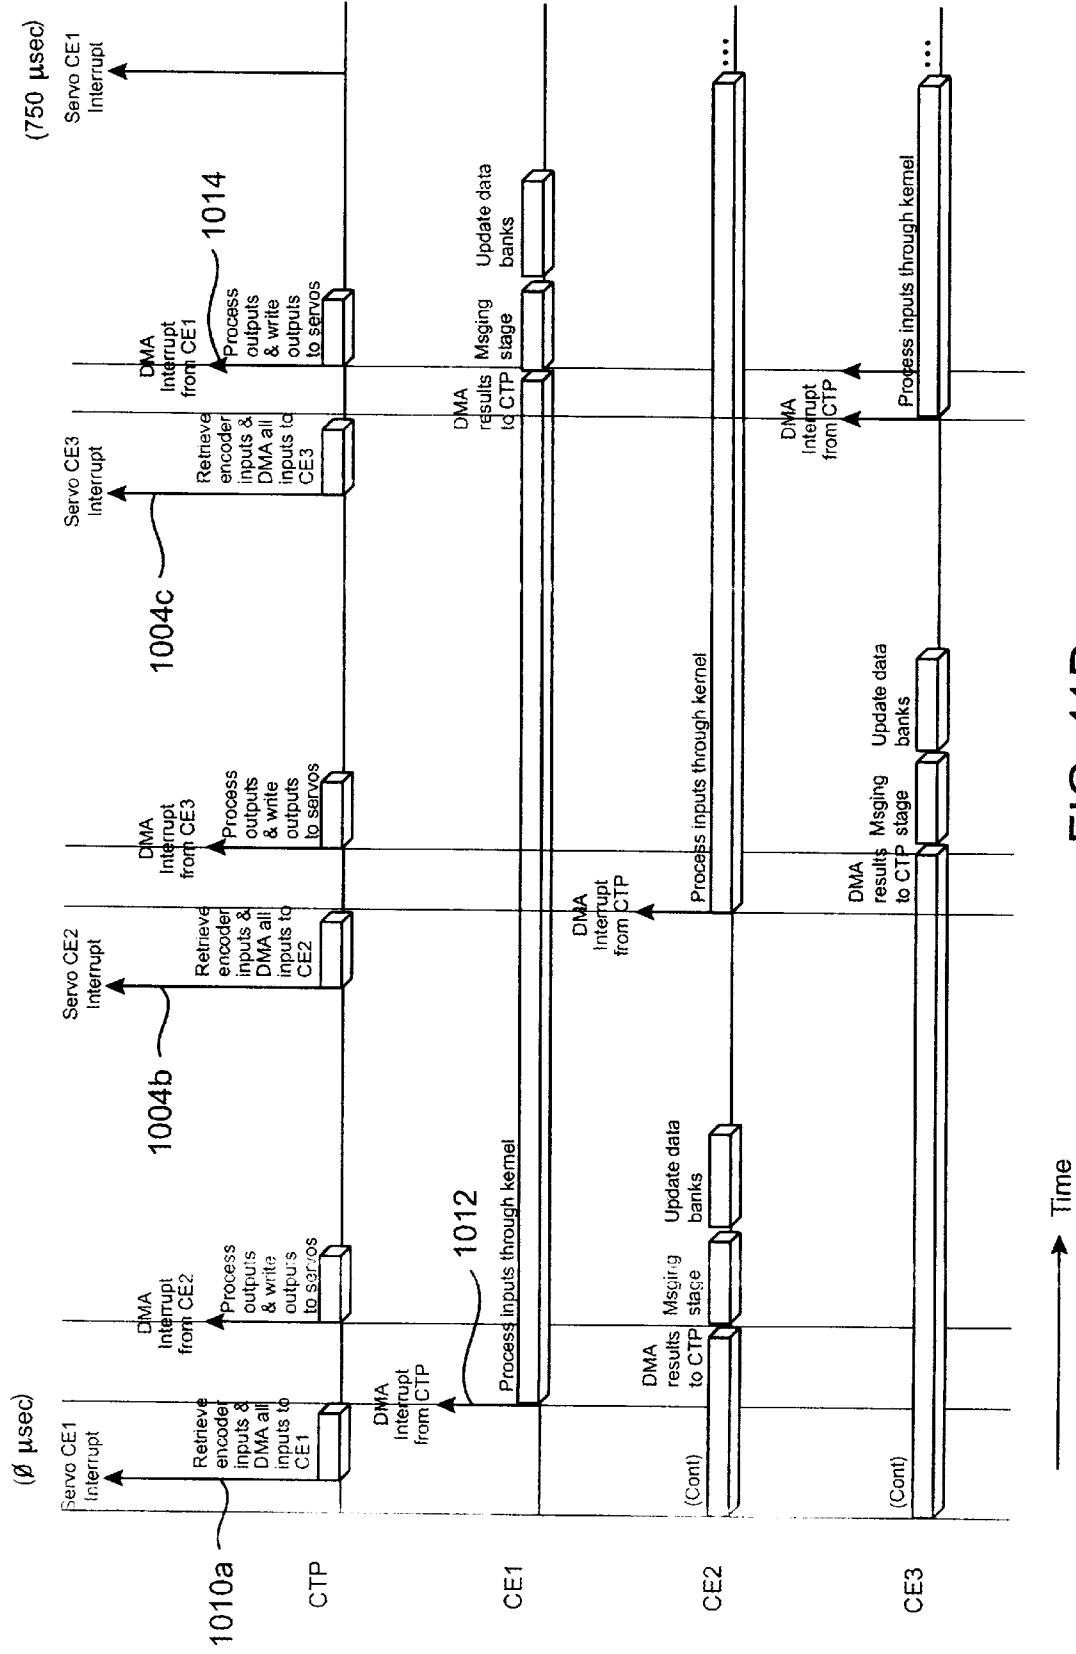 (Ø µsec)
(750 µsec)
Servo CE1
Interrupt
Servo CE2
Interrupt
Servo CE3
Interrupt
Servo CE1
Interrupt
1010a
1004b
1004c
1014
DMA
Interrupt
from CE2
DMA
Interrupt
from CE3
DMA
Interrupt
from CE1
CTP
Retrieve
encoder
inputs &
DMA all
inputs to
CE1
Process
outputs
& write
outputs
to servos
Retrieve
encoder
inputs &
DMA all
inputs to
CE2
Process
outputs
& write
outputs
to servos
Retrieve
encoder
inputs &
DMA all
inputs to
CE3
Process
outputs
& write
outputs
to servos
CE1
DMA
Interrupt
from CTP
1012
Process inputs through kernel
DMA
results
to CTP
Msging
stage
Update data
banks
CE2
(Cont)
DMA
results
to CTP
Msging
stage
Update data
banks
DMA
Interrupt
from CTP
Process inputs through kernel
...
CE3
(Cont)
DMA
results
to CTP
Msging
stage
Update data
banks
DMA
Interrupt
from CTP
Process inputs through kernel
...
Time